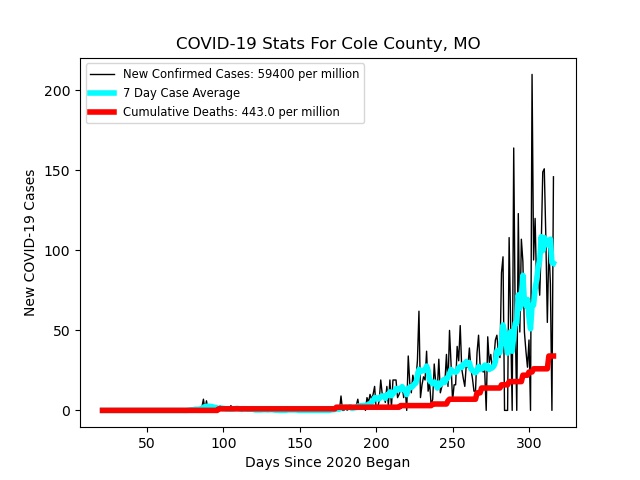 COVID-19 Stats For Cole County, MO
New Confirmed Cases: 59400 per million
7 Day Case Average
Cumulative Deaths: 443.0 per million
New COVID-19 Cases
200
150
100
50
0
50 100 150 200 250 300
Days Since 2020 Began